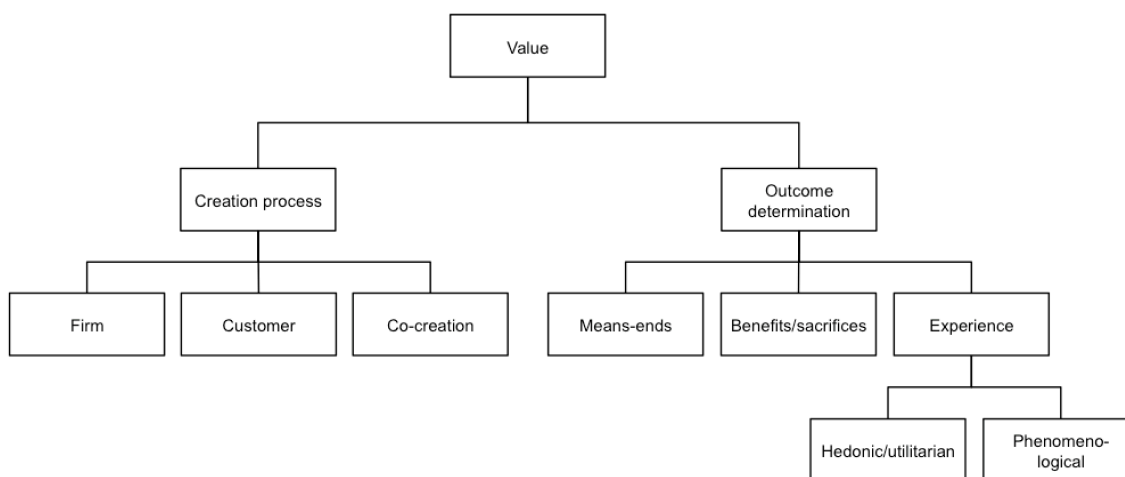 Value
Creation process
Outcome
determination
Firm
Customer
Co-creation
Means-ends
Benefits/sacrifices
Experience
Hedonic/utilitarian
Phenomeno-
logical